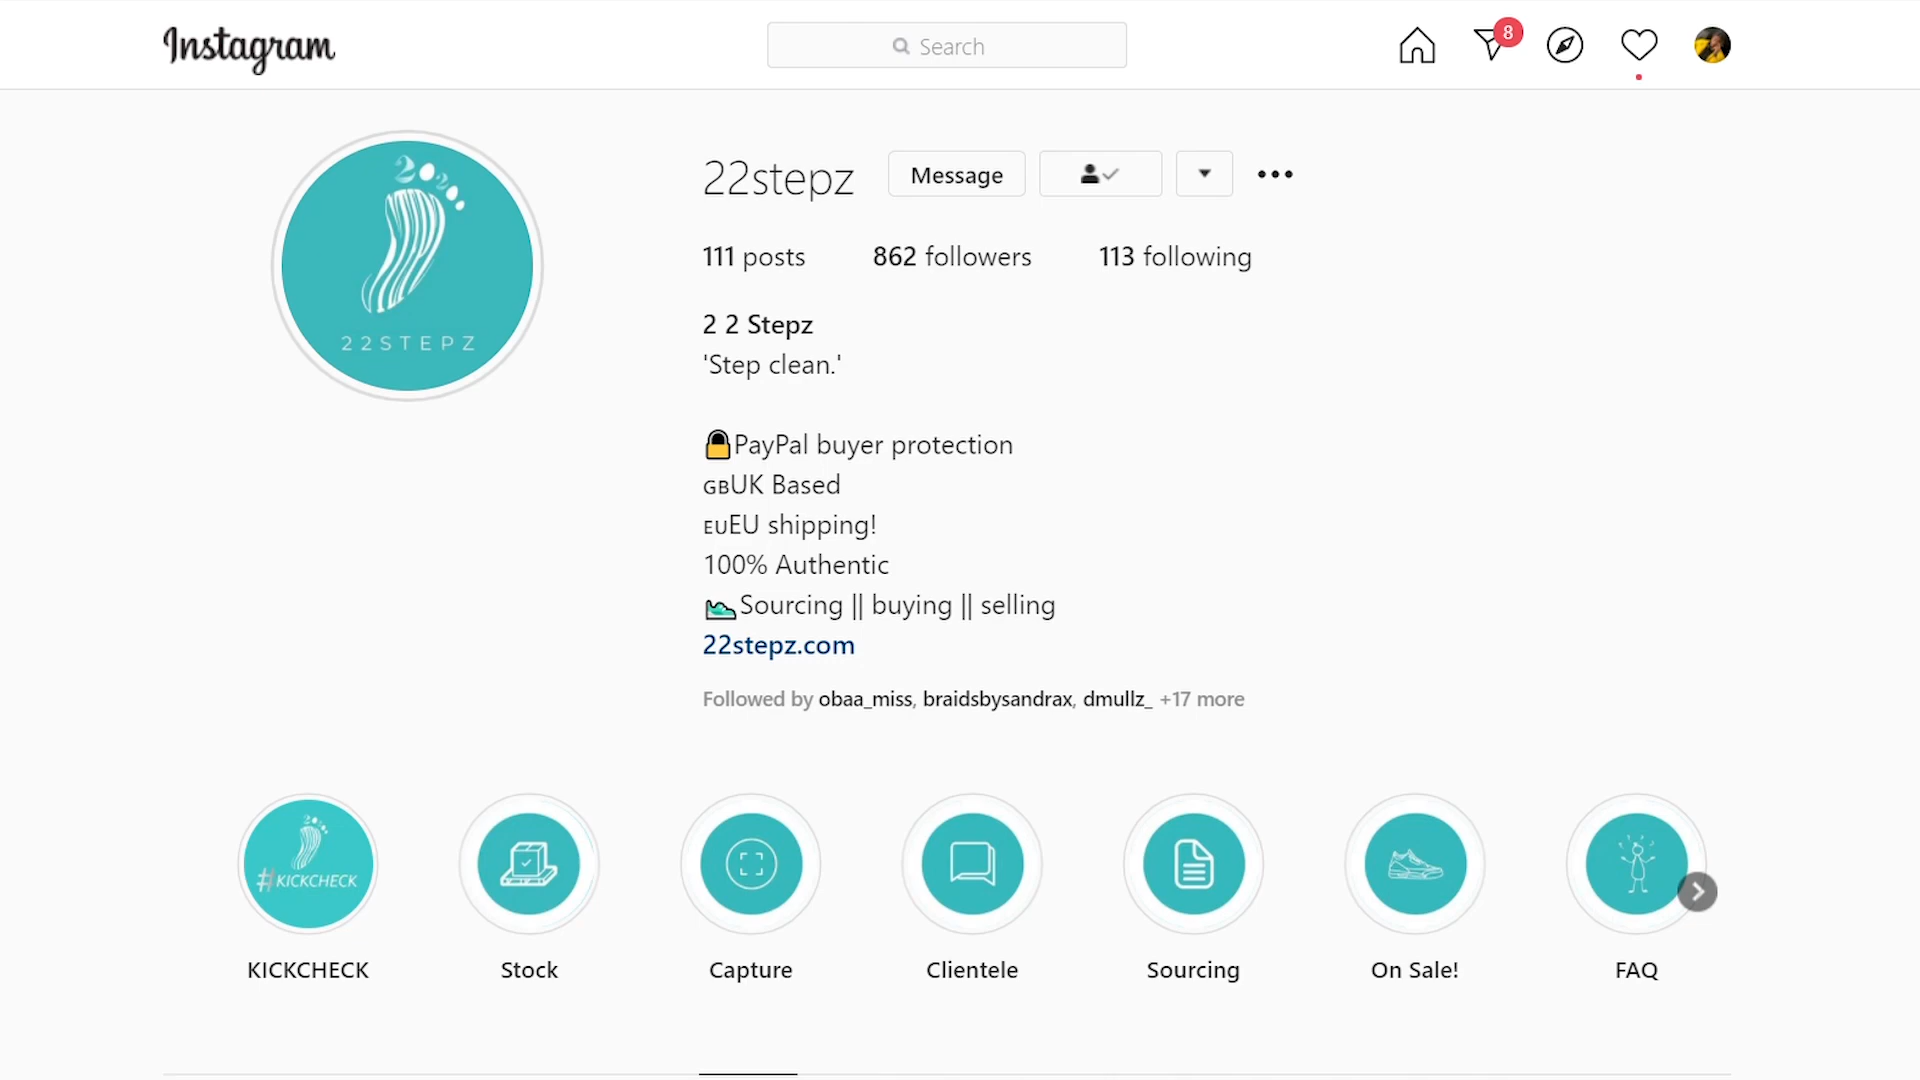 Instagram
Search
8
22stepz
Message
111 posts 862 followers 113 following
2 2 Stepz
'Step clean.'
🔒PayPal buyer protection
GBUK Based
EUEU shipping!
100% Authentic
👟Sourcing || buying || selling
22stepz.com
Followed by obaa_miss, braidsbysandrax, dmullz_ +17 more
2020
22STEPZ
#KICKCHECK
KICKCHECK
Stock
Capture
Clientele
Sourcing
On Sale!
FAQ